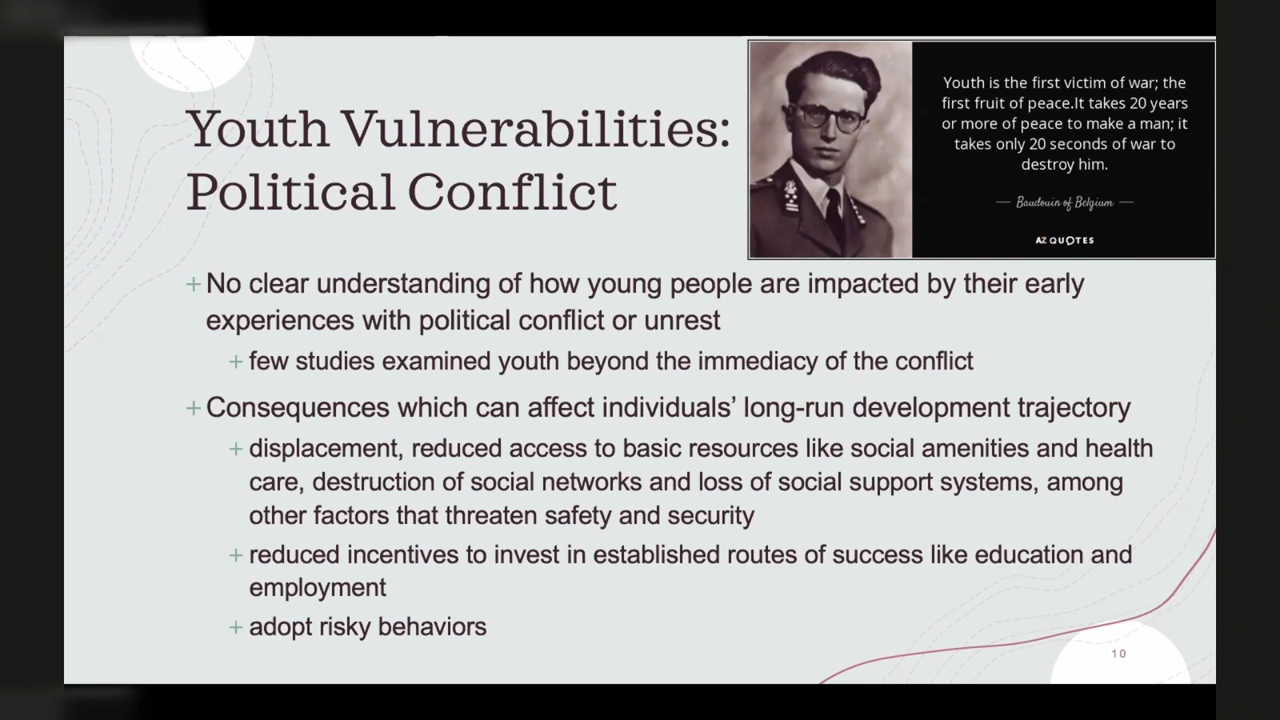 Youth Vulnerabilities:
Political Conflict
Youth is the first victim of war; the
first fruit of peace.It takes 20 years
or more of peace to make a man; it
takes only 20 seconds of war to
destroy him.
— Baudouin of Belgium —
AZ QUOTES
+ No clear understanding of how young people are impacted by their early
experiences with political conflict or unrest
+ few studies examined youth beyond the immediacy of the conflict
+ Consequences which can affect individuals’ long-run development trajectory
+ displacement, reduced access to basic resources like social amenities and health
care, destruction of social networks and loss of social support systems, among
other factors that threaten safety and security
+ reduced incentives to invest in established routes of success like education and
employment
+ adopt risky behaviors
10